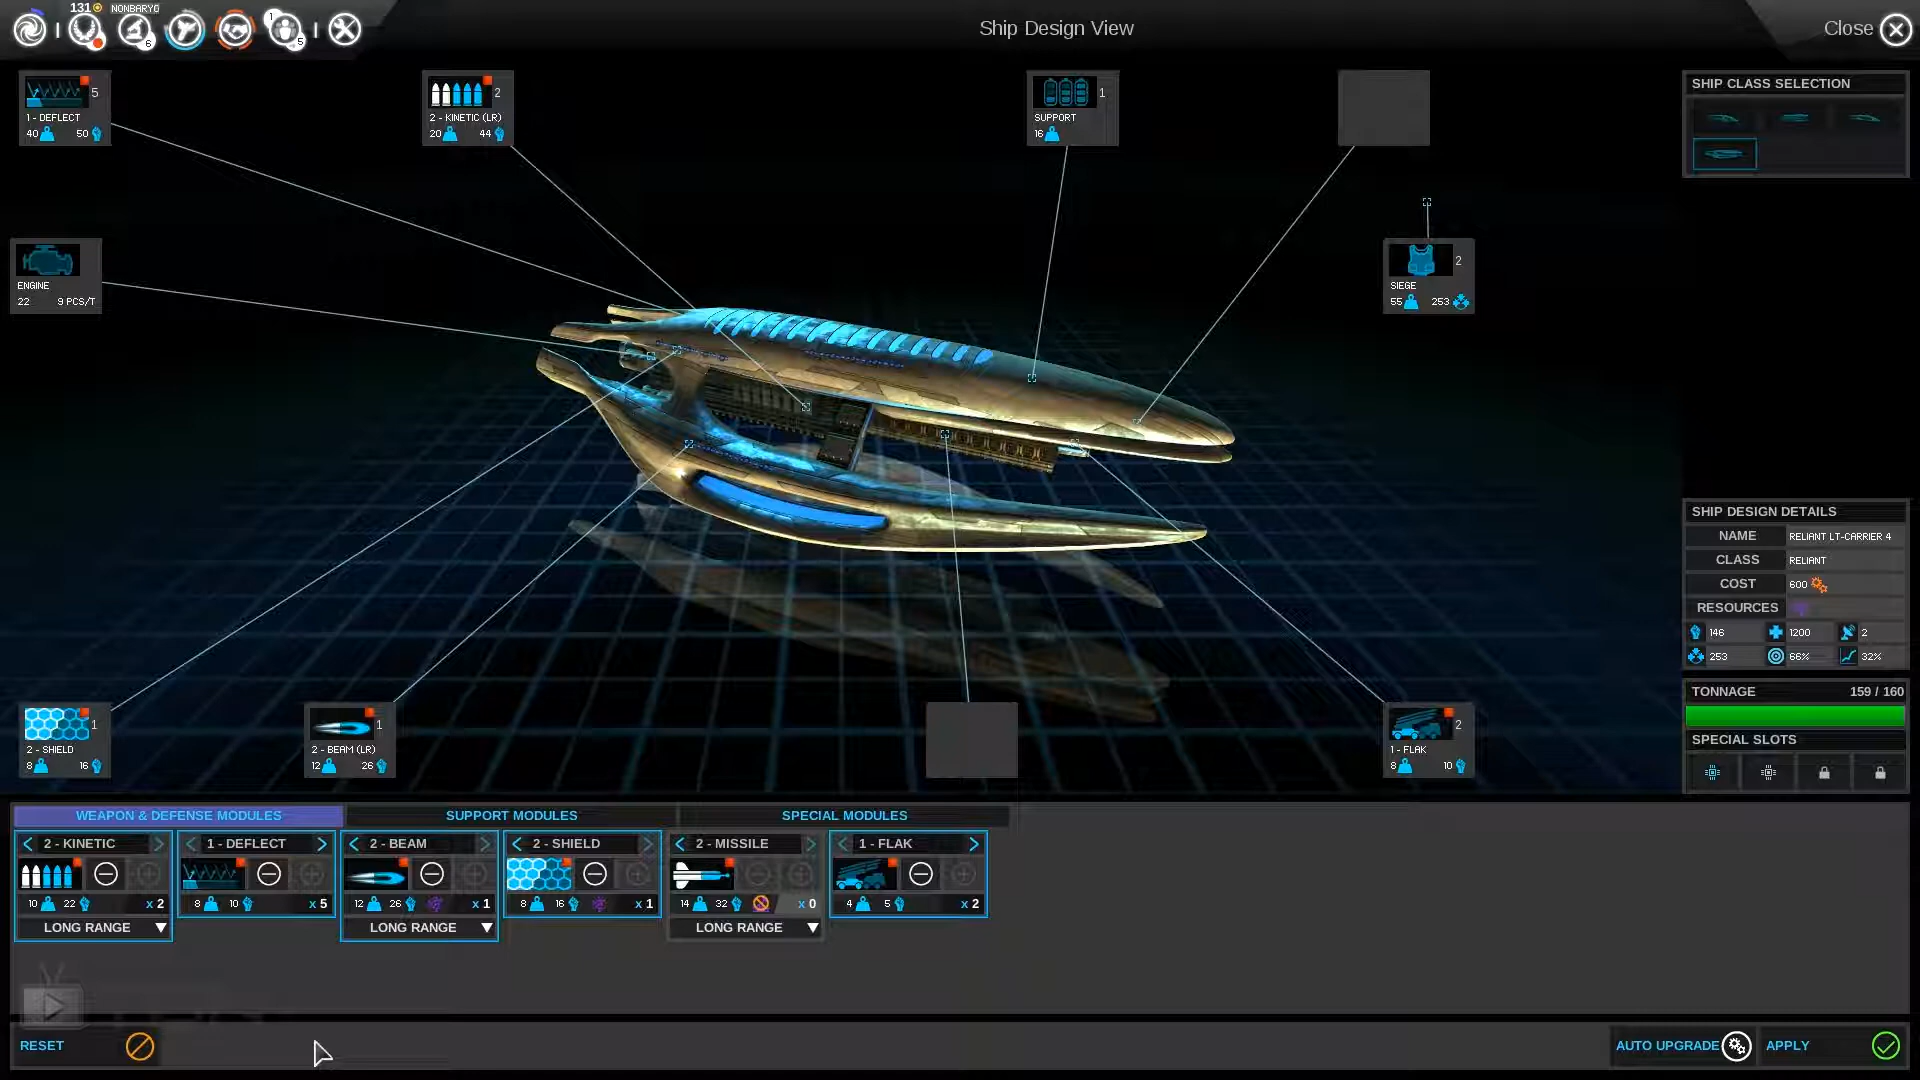 131
NONBARYO
6
1
5
Ship Design View
Close
5
1 - DEFLECT
40 50
2
2 - KINETIC (LR)
20 44
1
SUPPORT
16
SHIP CLASS SELECTION
ENGINE
22 9 PCS/T
2
SIEGE
55 253
SHIP DESIGN DETAILS
NAME RELIANT LT-CARRIER 4
CLASS RELIANT
COST 600
RESOURCES
146 1200 2
253 66% 32%
TONNAGE 159 / 160
SPECIAL SLOTS
1
2 - SHIELD
8 16
1
2 - BEAM (LR)
12 26
2
1 - FLAK
8 10
WEAPON & DEFENSE MODULES SUPPORT MODULES SPECIAL MODULES
2 - KINETIC 1 - DEFLECT 2 - BEAM 2 - SHIELD 2 - MISSILE 1 - FLAK
10 22 x 2 8 10 x 5 12 26 x 1 8 16 x 1 14 32 x 0 4 5 x 2
LONG RANGE LONG RANGE LONG RANGE
RESET
AUTO UPGRADE
APPLY